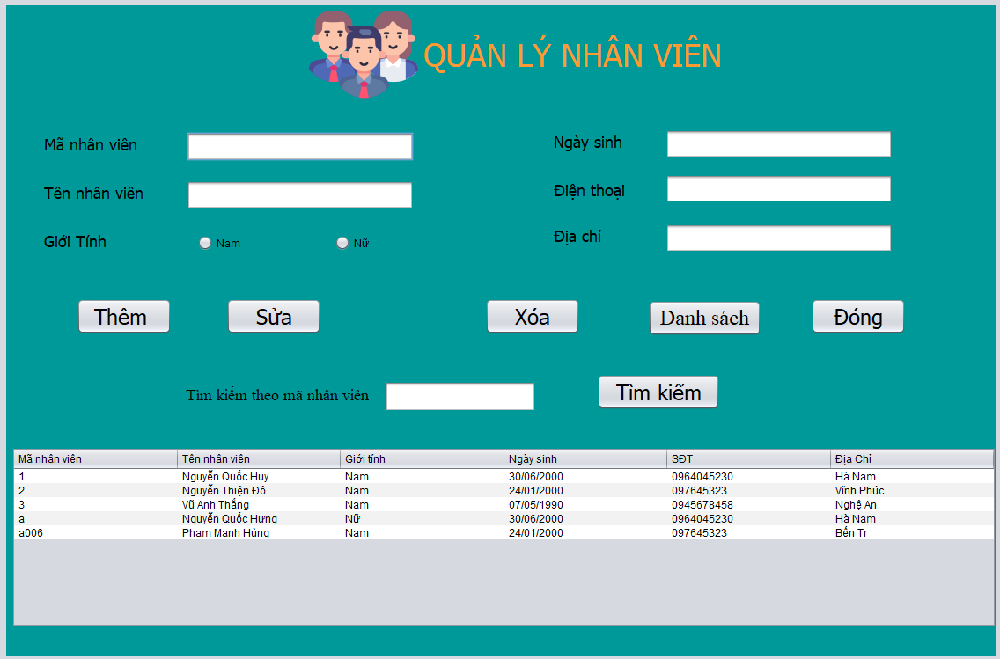 QUẢN LÝ NHÂN VIÊN
Mã nhân viên
Ngày sinh
Tên nhân viên
Điện thoại
Giới Tính Nam Nữ
Địa chỉ
Thêm Sửa Xóa Danh sách Đóng
Tìm kiếm theo mã nhân viên Tìm kiếm
Mã nhân viên Tên nhân viên Giới tính Ngày sinh SĐT Địa Chỉ
1 Nguyễn Quốc Huy Nam 30/06/2000 0964045230 Hà Nam
2 Nguyễn Thiện Đô Nam 24/01/2000 097645323 Vĩnh Phúc
3 Vũ Anh Thắng Nam 07/05/1990 0945678458 Nghệ An
a Nguyễn Quốc Hưng Nữ 30/06/2000 0964045230 Hà Nam
a006 Phạm Mạnh Hùng Nam 24/01/2000 097645323 Bến Tr